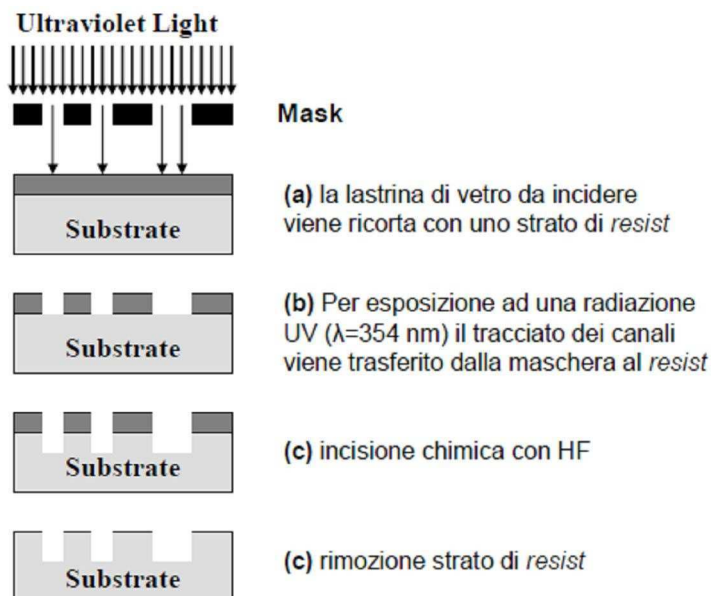 Ultraviolet Light
Mask
Substrate
(a) la lastrina di vetro da incidere
viene ricorta con uno strato di resist
Substrate
(b) Per esposizione ad una radiazione
UV (λ=354 nm) il tracciato dei canali
viene trasferito dalla maschera al resist
Substrate
(c) incisione chimica con HF
Substrate
(c) rimozione strato di resist